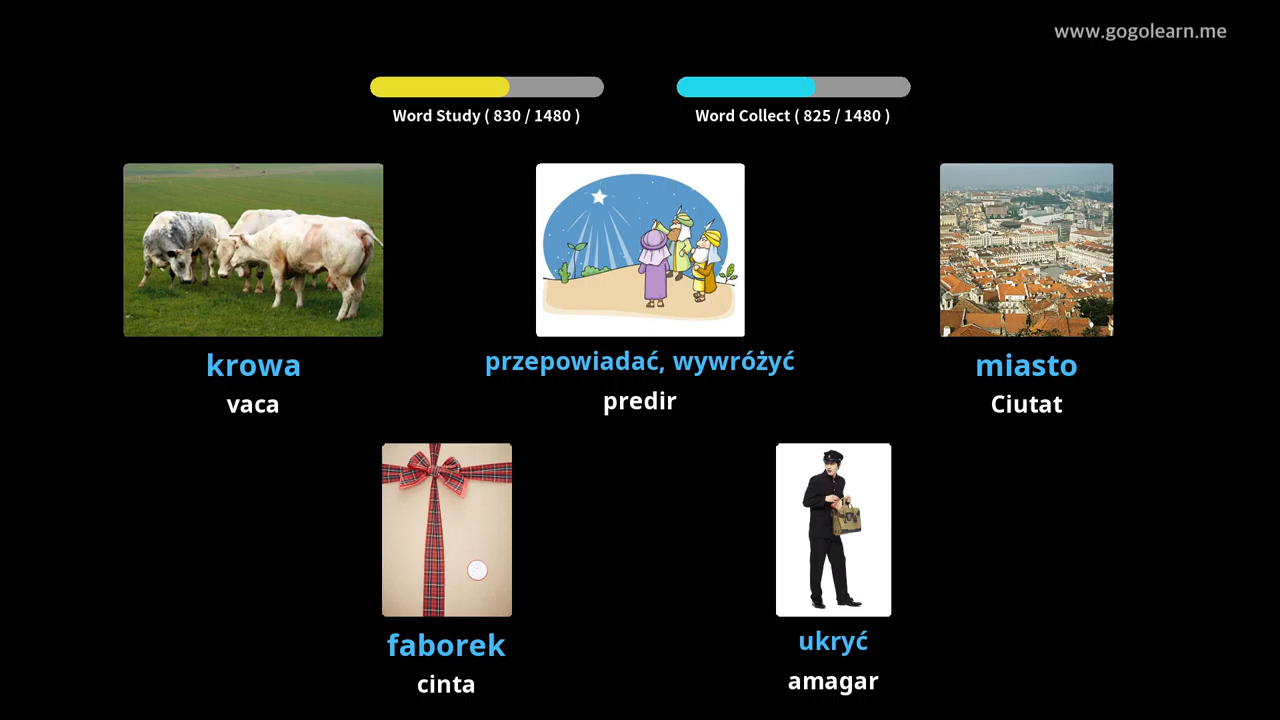 www.gogolearn.me
Word Study ( 830 / 1480 )
Word Collect ( 825 / 1480 )
krowa
vaca
przepowiadać, wywróżyć
predir
miasto
Ciutat
faborek
cinta
ukryć
amagar